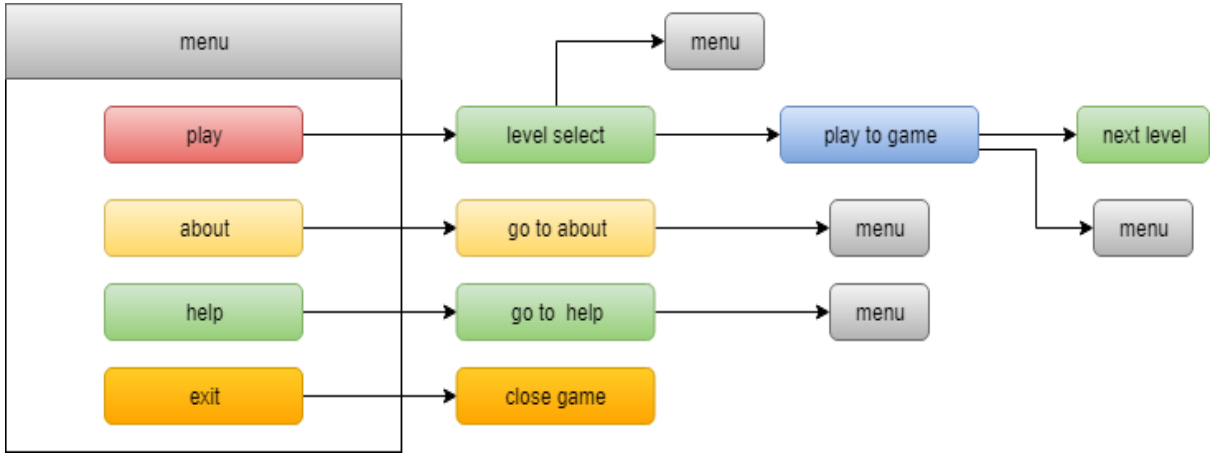 menu
menu
play
level select
play to game
next level
about
go to about
menu
menu
help
go to  help
menu
exit
close game